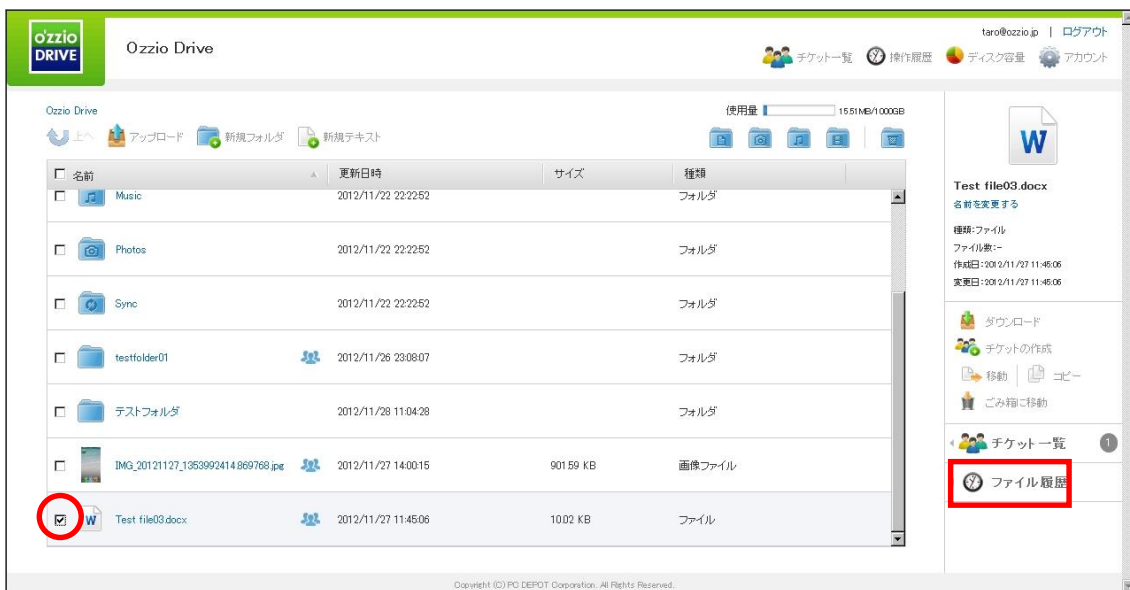 o'zzio
DRIVE
Ozzio Drive
taro@ozzio.jp | ログアウト
チケット一覧 操作履歴 ディスク容量 アカウント
Ozzio Drive
使用量 15.51MB/1000GB
上へ アップロード 新規フォルダ 新規テキスト
名前 更新日時 サイズ 種類
Music 2012/11/22 22:22:52 フォルダ
Photos 2012/11/22 22:22:52 フォルダ
Sync 2012/11/22 22:22:52 フォルダ
testfolder01 2012/11/26 23:08:07 フォルダ
テストフォルダ 2012/11/28 11:04:28 フォルダ
IMG_20121127_1353992414.869768.jpg 2012/11/27 14:00:15 901.59 KB 画像ファイル
W Test file03.docx 2012/11/27 11:45:06 10.02 KB ファイル
W
Test file03.docx
名前を変更する
種類:ファイル
ファイル数:-
作成日:2012/11/27 11:45:06
変更日:2012/11/27 11:45:06
ダウンロード
チケットの作成
移動 | コピー
ごみ箱に移動
チケット一覧 1
ファイル履歴
Copyright (C) PC DEPOT Corporation. All Rights Reserved.